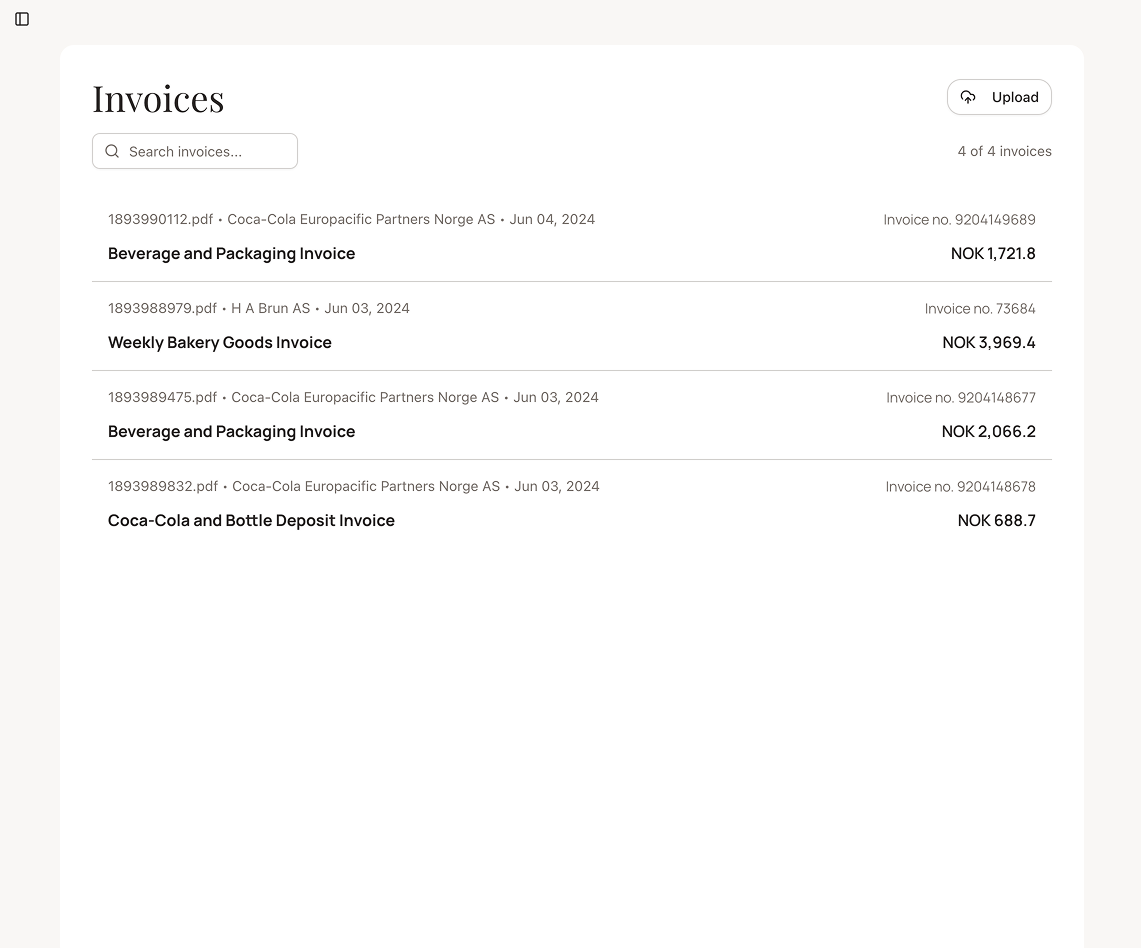 Invoices
Upload
Search invoices...
4 of 4 invoices
1893990112.pdf • Coca-Cola Europacific Partners Norge AS • Jun 04, 2024
Invoice no. 9204149689
Beverage and Packaging Invoice
NOK 1,721.8
1893988979.pdf • H A Brun AS • Jun 03, 2024
Invoice no. 73684
Weekly Bakery Goods Invoice
NOK 3,969.4
1893989475.pdf • Coca-Cola Europacific Partners Norge AS • Jun 03, 2024
Invoice no. 9204148677
Beverage and Packaging Invoice
NOK 2,066.2
1893989832.pdf • Coca-Cola Europacific Partners Norge AS • Jun 03, 2024
Invoice no. 9204148678
Coca-Cola and Bottle Deposit Invoice
NOK 688.7